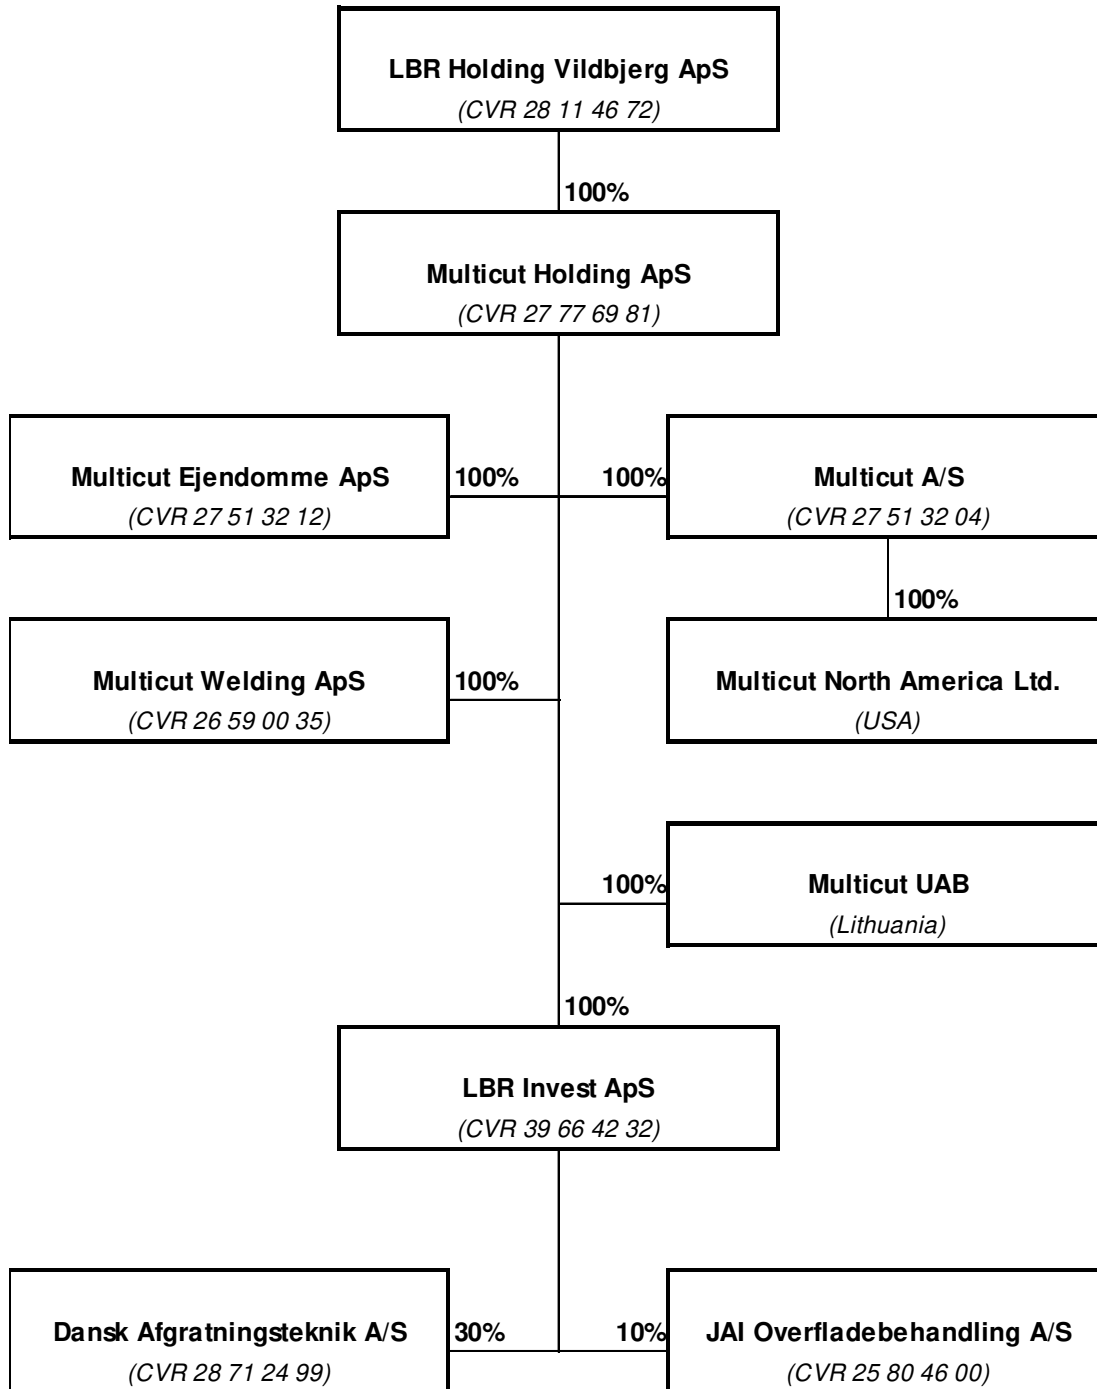 LBR Holding Vildbjerg ApS
(CVR 28 11 46 72)
100%
Multicut Holding ApS
(CVR 27 77 69 81)
Multicut Ejendomme ApS
(CVR 27 51 32 12)
100%
100%
Multicut A/S
(CVR 27 51 32 04)
100%
Multicut Welding ApS
(CVR 26 59 00 35)
100%
Multicut North America Ltd.
(USA)
100%
Multicut UAB
(Lithuania)
100%
LBR Invest ApS
(CVR 39 66 42 32)
Dansk Afgratningsteknik A/S
(CVR 28 71 24 99)
30%
10%
JAI Overfladebehandling A/S
(CVR 25 80 46 00)